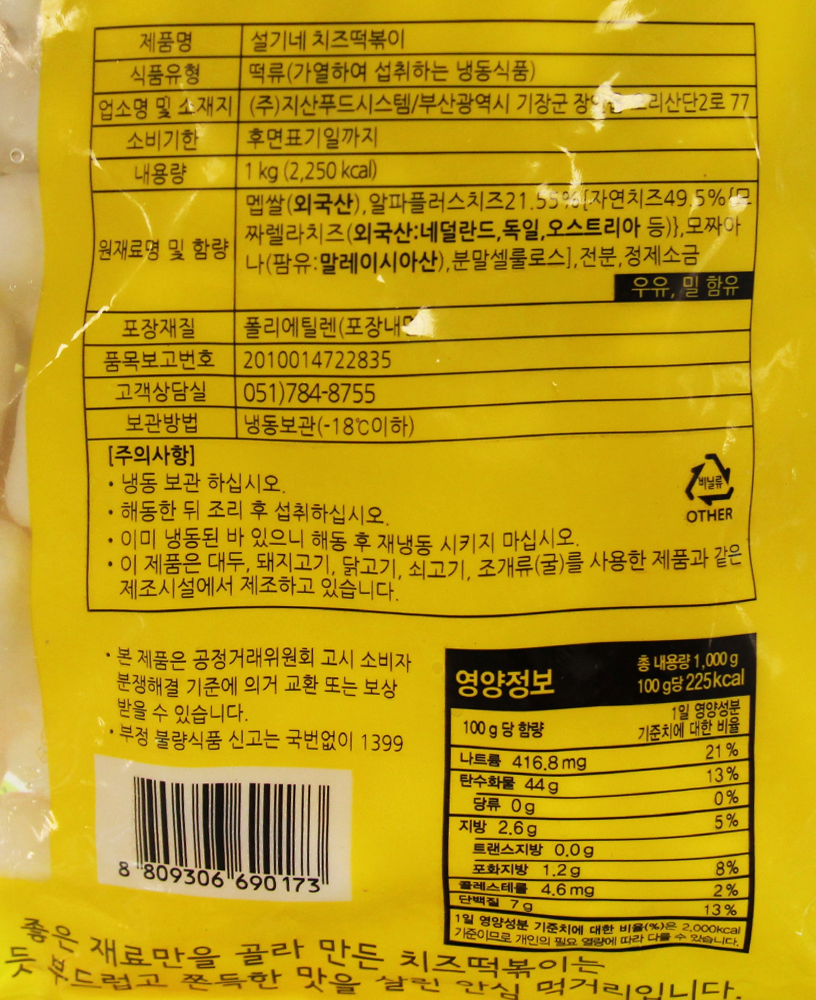 제품명 설기네 치즈떡볶이
식품유형 떡류(가열하여 섭취하는 냉동식품)
업소명 및 소재지 (주)지산푸드시스템/부산광역시 기장군 2로 77
소비기한 후면표기일까지
내용량 1 kg (2,250 kcal)
원재료명 및 함량
멥쌀(외국산),알파플러스치즈21.55%[자연치즈49.5%{모
짜렐라치즈(외국산:네덜란드,독일,오스트리아 등)},모짜아
나(팜유:말레이시아산),분말셀룰로스],전분,정제소금
우유, 밀 함유
포장재질 폴리에틸렌(포장내면
품목보고번호 2010014722835
고객상담실 051)784-8755
보관방법 냉동보관(-18℃이하)
[주의사항]
• 냉동 보관 하십시오.
• 해동한 뒤 조리 후 섭취하십시오.
• 이미 냉동된 바 있으니 해동 후 재냉동 시키지 마십시오.
• 이 제품은 대두, 돼지고기, 닭고기, 쇠고기, 조개류(굴)를 사용한 제품과 같은
제조시설에서 제조하고 있습니다.
비닐류
OTHER
• 본 제품은 공정거래위원회 고시 소비자
분쟁해결 기준에 의거 교환 또는 보상
받을 수 있습니다.
• 부정 불량식품 신고는 국번없이 1399
8 809306 690173
영양정보
총 내용량 1,000 g
100 g당 225 kcal
100 g 당 함량
1일 영양성분
기준치에 대한 비율
나트륨 416.8 mg 21 %
탄수화물 44 g 13 %
당류 0 g 0 %
지방 2.6 g 5 %
트랜스지방 0.0 g
포화지방 1.2 g 8%
콜레스테롤 4.6 mg 2 %
단백질 7 g 13 %
1일 영양성분 기준치에 대한 비율(%)은 2,000kcal
기준이므로 개인의 필요 열량에 따라 다를 수 있습니다.
좋은 재료만을 골라 만든 치즈떡볶이는
듯 부드럽고 쫀득한 맛을 살린 안심 먹거리입니다.